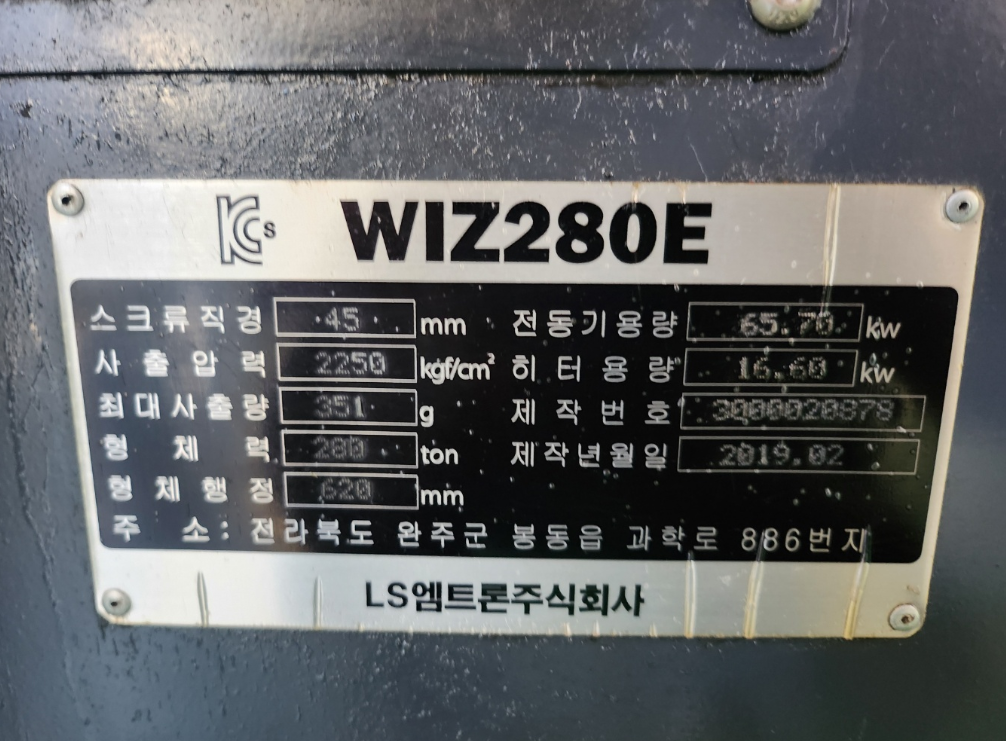 KCs WIZ280E
스크류직경 45 mm 전동기용량 65.70 kw
사출압력 2250 kgf/cm² 히터용량 16.60 kw
최대사출량 351 g 제작번호 3000020878
형체력 280 ton 제작년월일 2019.02
형체행정 620 mm
주소: 전라북도 완주군 봉동읍 과학로 886번지
LS엠트론주식회사